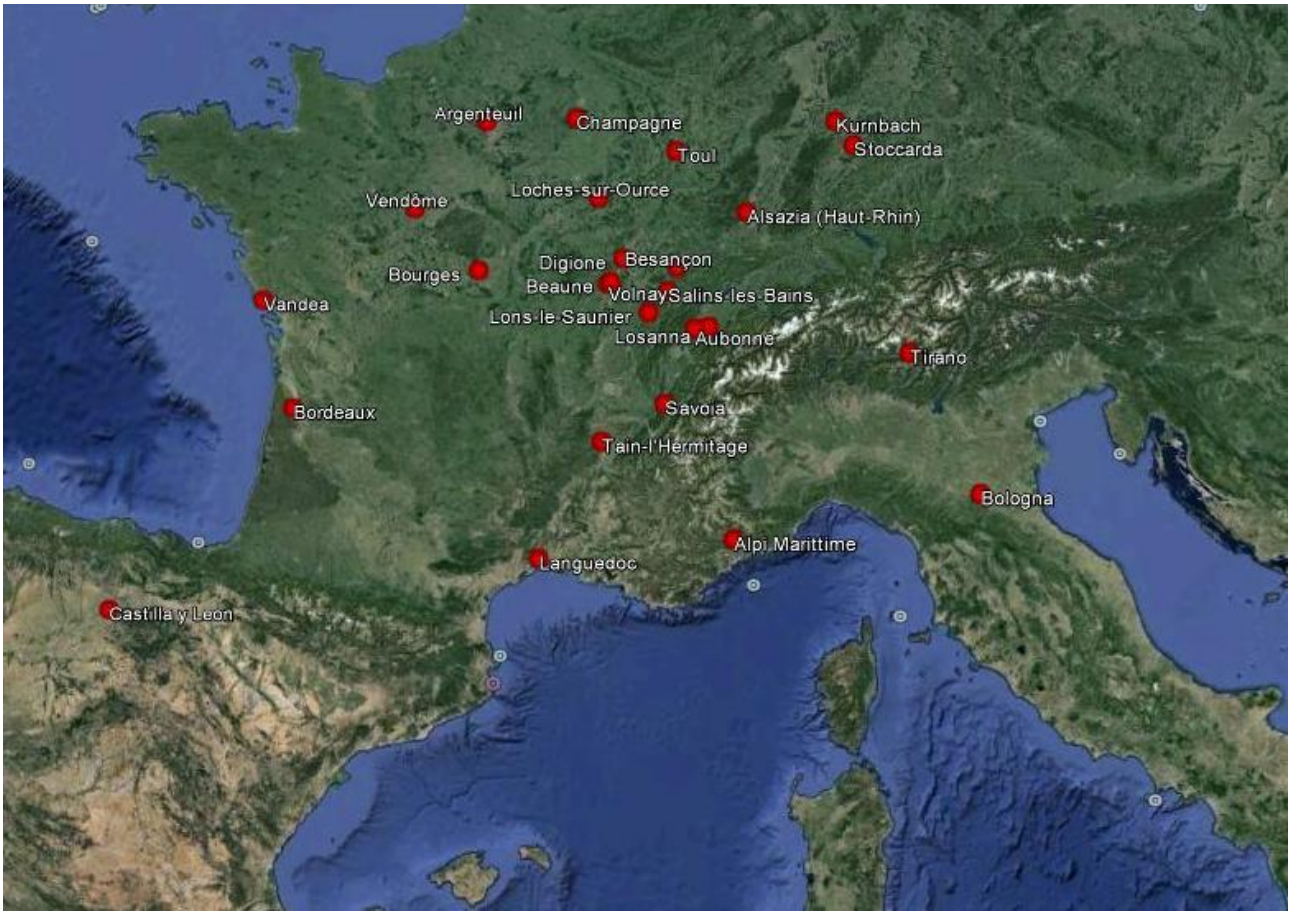 Argenteuil
Champagne
Kurnbach
Stoccarda
Toul
Loches-sur-Ource
Vendôme
Alsazia (Haut-Rhin)
Digione
Besançon
Bourges
Beaune
Volnay
Salins-les-Bains
Vandea
Lons-le-Saunier
Losanna
Aubonne
Tirano
Savoia
Bordeaux
Tain-l'Hermitage
Bologna
Alpi Marittime
Languedoc
Castilla y Leon